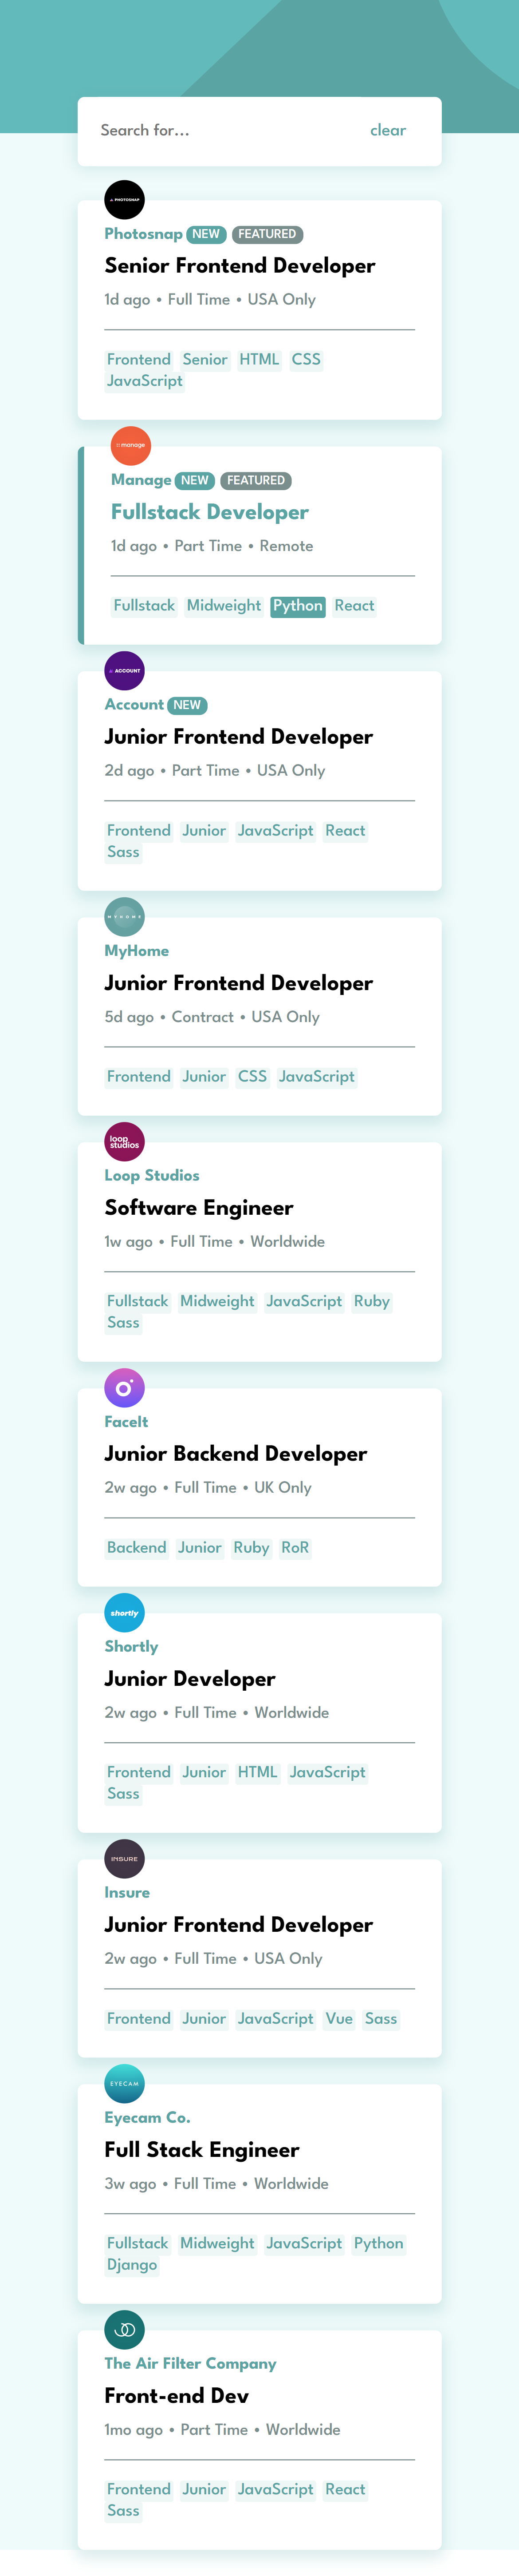 Search for... clear
PHOTOSNAP
Photosnap NEW FEATURED
Senior Frontend Developer
1d ago • Full Time • USA Only
Frontend Senior HTML CSS
JavaScript
manage
Manage NEW FEATURED
Fullstack Developer
1d ago • Part Time • Remote
Fullstack Midweight Python React
ACCOUNT
Account NEW
Junior Frontend Developer
2d ago • Part Time • USA Only
Frontend Junior JavaScript React
Sass
MYHOME
MyHome
Junior Frontend Developer
5d ago • Contract • USA Only
Frontend Junior CSS JavaScript
loop
studios
Loop Studios
Software Engineer
1w ago • Full Time • Worldwide
Fullstack Midweight JavaScript Ruby
Sass
FaceIt
Junior Backend Developer
2w ago • Full Time • UK Only
Backend Junior Ruby RoR
shortly
Shortly
Junior Developer
2w ago • Full Time • Worldwide
Frontend Junior HTML JavaScript
Sass
INSURE
Insure
Junior Frontend Developer
2w ago • Full Time • USA Only
Frontend Junior JavaScript Vue Sass
EYECAM
Eyecam Co.
Full Stack Engineer
3w ago • Full Time • Worldwide
Fullstack Midweight JavaScript Python
Django
The Air Filter Company
Front-end Dev
1mo ago • Part Time • Worldwide
Frontend Junior JavaScript React
Sass